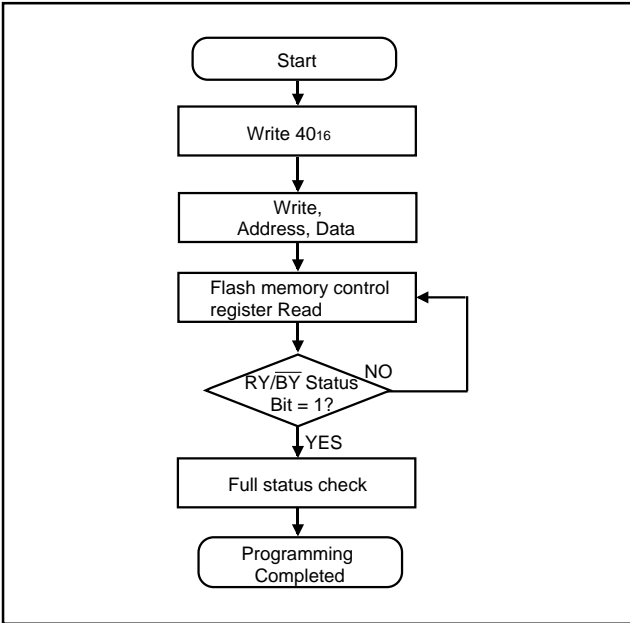 Start
Write 40₁₆
Write,
Address, Data
Flash memory control
register Read
RY/B̅Y̅ Status
Bit = 1?
NO
YES
Full status check
Programming
Completed